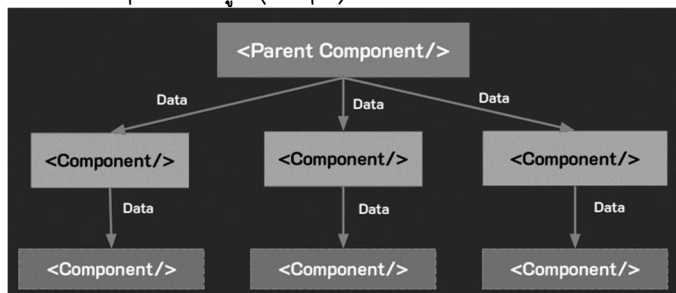 <Parent Component/>
Data Data Data
<Component/> <Component/> <Component/>
Data Data Data
<Component/> <Component/> <Component/>